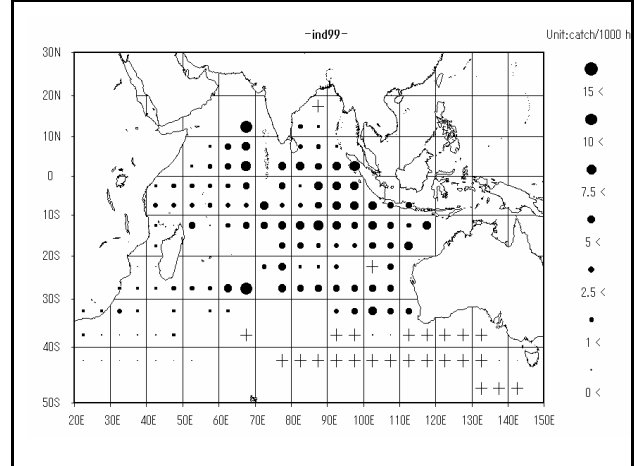 -ind99-
Unit:catch/1000 h
30N
20N
10N
0
10S
20S
30S
40S
50S
20E 30E 40E 50E 60E 70E 80E 90E 100E 110E 120E 130E 140E 150E
15 <
10 <
7.5 <
5 <
2.5 <
1 <
0 <